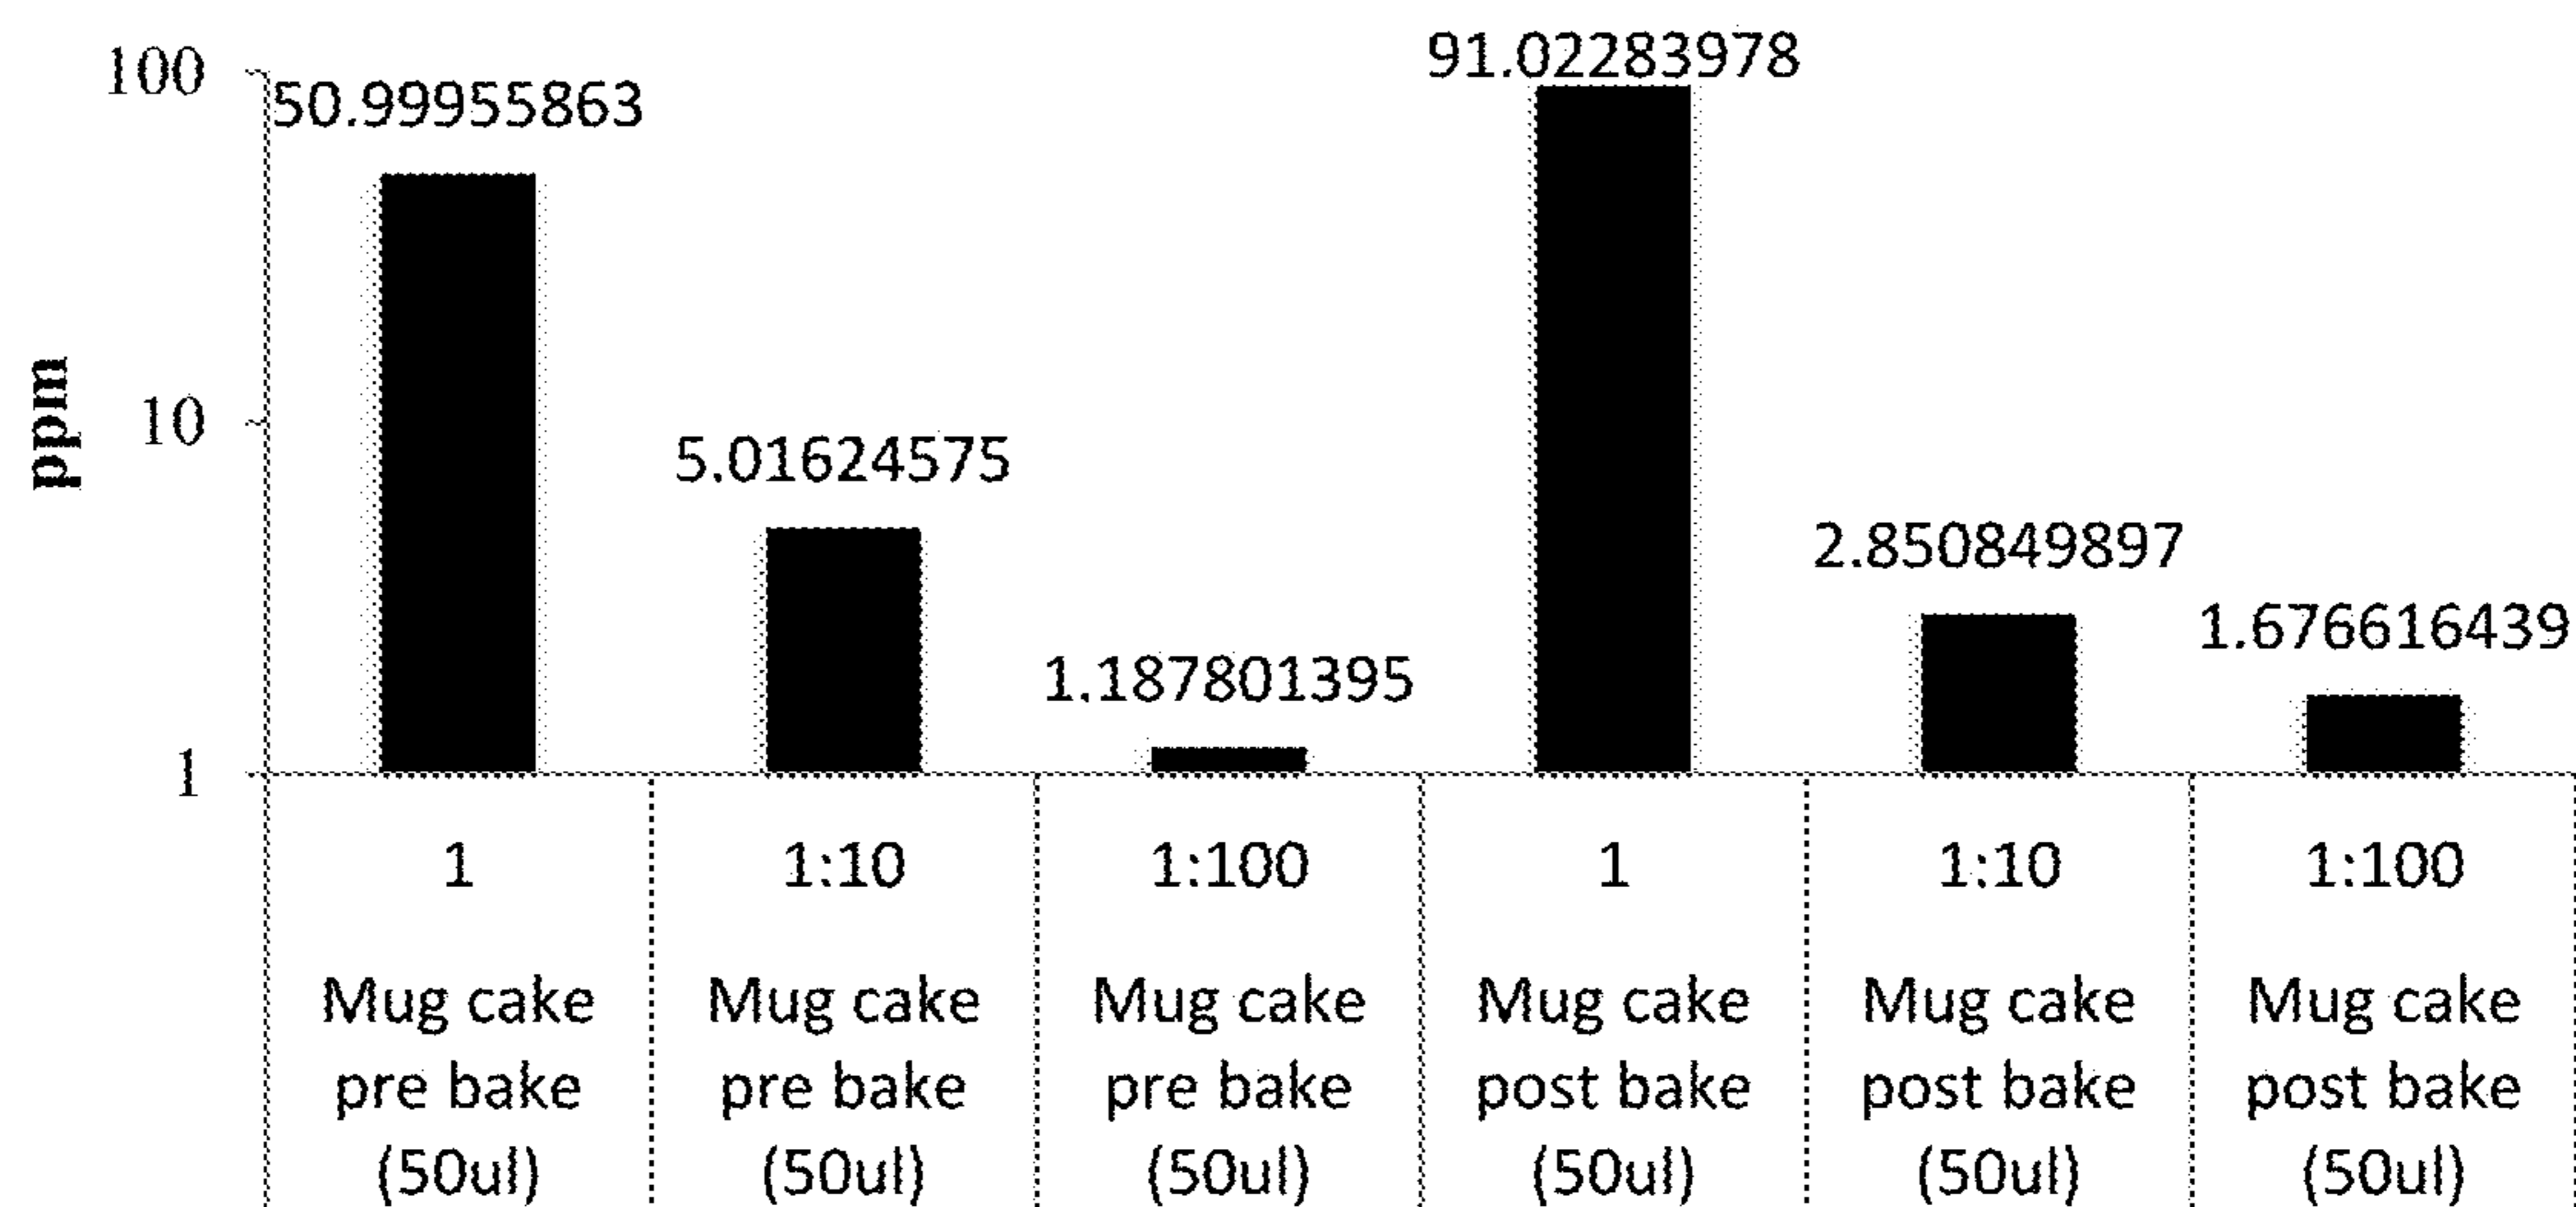 ppm
100
10
1
50.99955863
5.01624575
1.187801395
91.02283978
2.850849897
1.676616439
1
1:10
1:100
1
1:10
1:100
Mug cake
pre bake
(50ul)
Mug cake
pre bake
(50ul)
Mug cake
pre bake
(50ul)
Mug cake
post bake
(50ul)
Mug cake
post bake
(50ul)
Mug cake
post bake
(50ul)